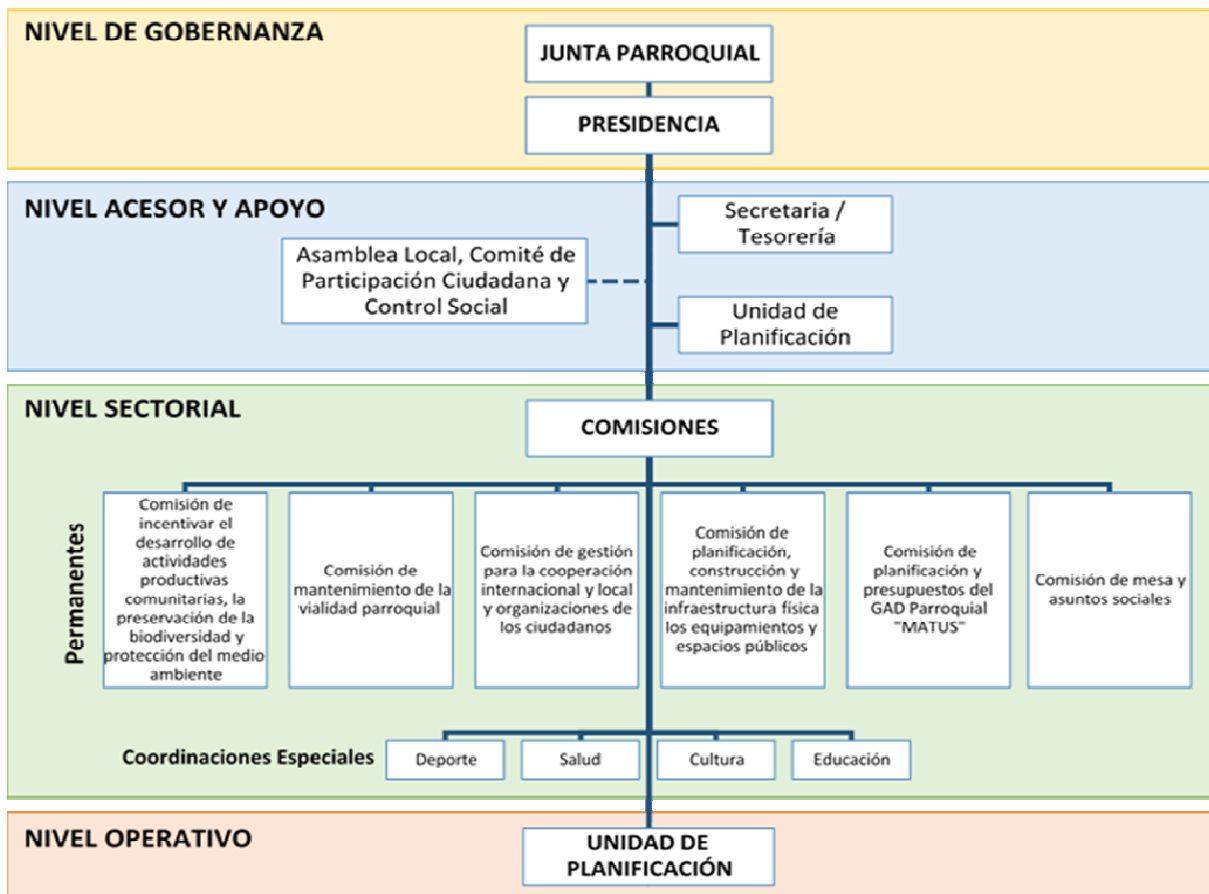 NIVEL DE GOBERNANZA
JUNTA PARROQUIAL
PRESIDENCIA
NIVEL ACESOR Y APOYO
Secretaria /
Tesorería
Asamblea Local, Comité de
Participación Ciudadana y
Control Social
Unidad de
Planificación
NIVEL SECTORIAL
COMISIONES
Permanentes
Comisión de
incentivar el
desarrollo de
actividades
productivas
comunitarias, la
preservación de la
biodiversidad y
protección del medio
ambiente
Comisión de
mantenimiento de la
vialidad parroquial
Comisión de gestión
para la cooperación
internacional y local
y organizaciones de
los ciudadanos
Comisión de
planificación,
construcción y
mantenimiento de la
infraestructura física
los equipamientos y
espacios públicos
Comisión de
planificación y
presupuestos del
GAD Parroquial
"MATUS"
Comisión de mesa y
asuntos sociales
Coordinaciones Especiales
Deporte
Salud
Cultura
Educación
NIVEL OPERATIVO
UNIDAD DE
PLANIFICACIÓN